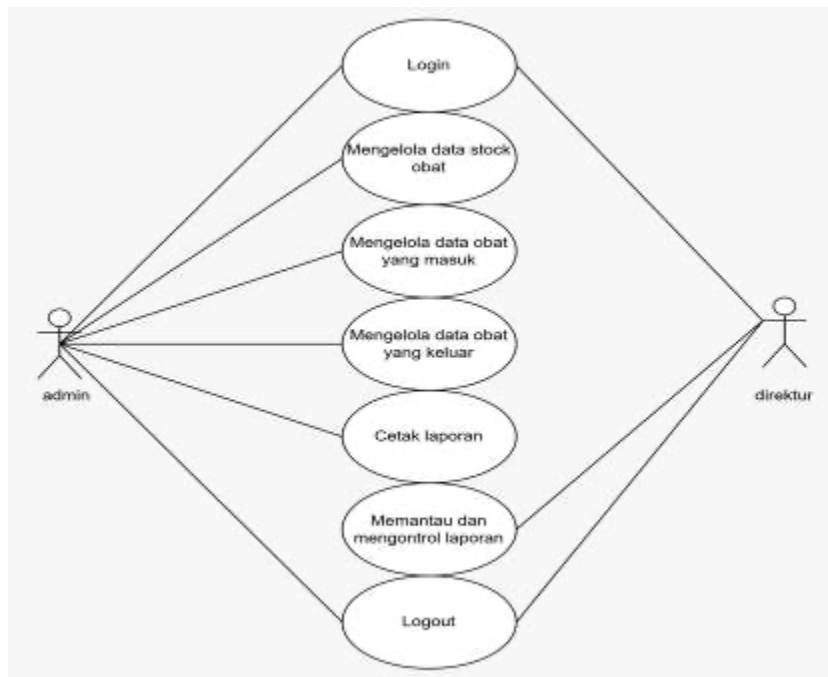 Login
Mengelola data stock
obat
Mengelola data obat
yang masuk
Mengelola data obat
yang keluar
admin
direktur
Cetak laporan
Memantau dan
mengontrol laporan
Logout